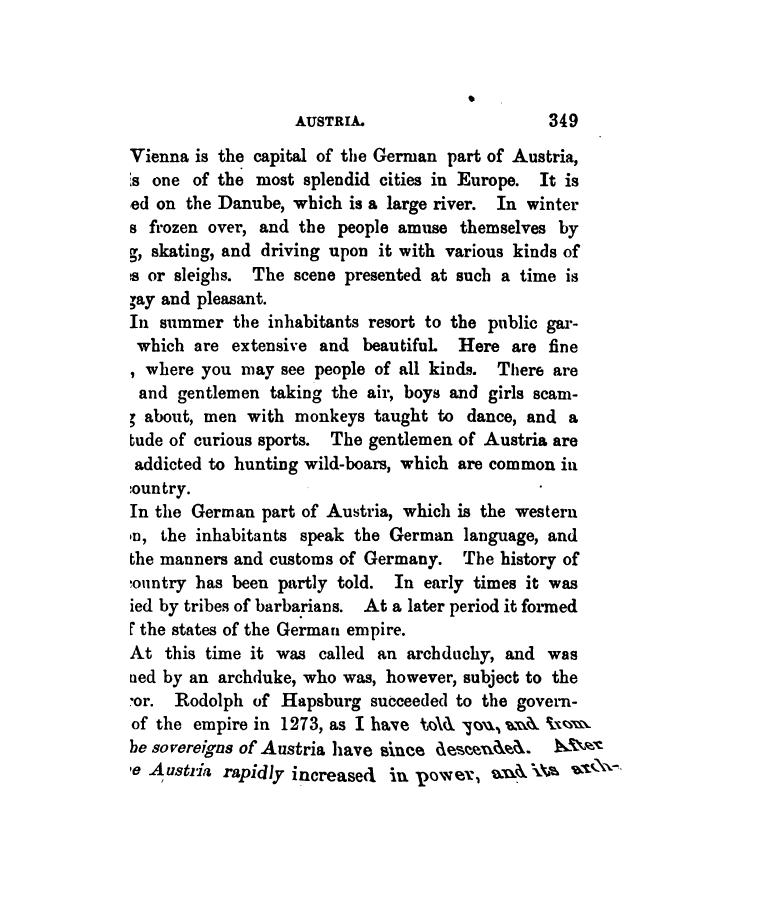 AUSTRIA. 349
Vienna is the capital of the German part of Austria,
s one of the most splendid cities in Europe. It is
ed on the Danube, which is a large river. In winter
s frozen over, and the people amuse themselves by
g, skating, and driving upon it with various kinds of
s or sleighs. The scene presented at such a time is
gay and pleasant.
In summer the inhabitants resort to the public gar-
which are extensive and beautiful. Here are fine
, where you may see people of all kinds. There are
and gentlemen taking the air, boys and girls scam-
g about, men with monkeys taught to dance, and a
tude of curious sports. The gentlemen of Austria are
addicted to hunting wild-boars, which are common in
country.
In the German part of Austria, which is the western
n, the inhabitants speak the German language, and
the manners and customs of Germany. The history of
country has been partly told. In early times it was
ied by tribes of barbarians. At a later period it formed
f the states of the German empire.
At this time it was called an archduchy, and was
ned by an archduke, who was, however, subject to the
or. Rodolph of Hapsburg succeeded to the govern-
of the empire in 1273, as I have told you, and from
he sovereigns of Austria have since descended. After
e Austria rapidly increased in power, and its arch-